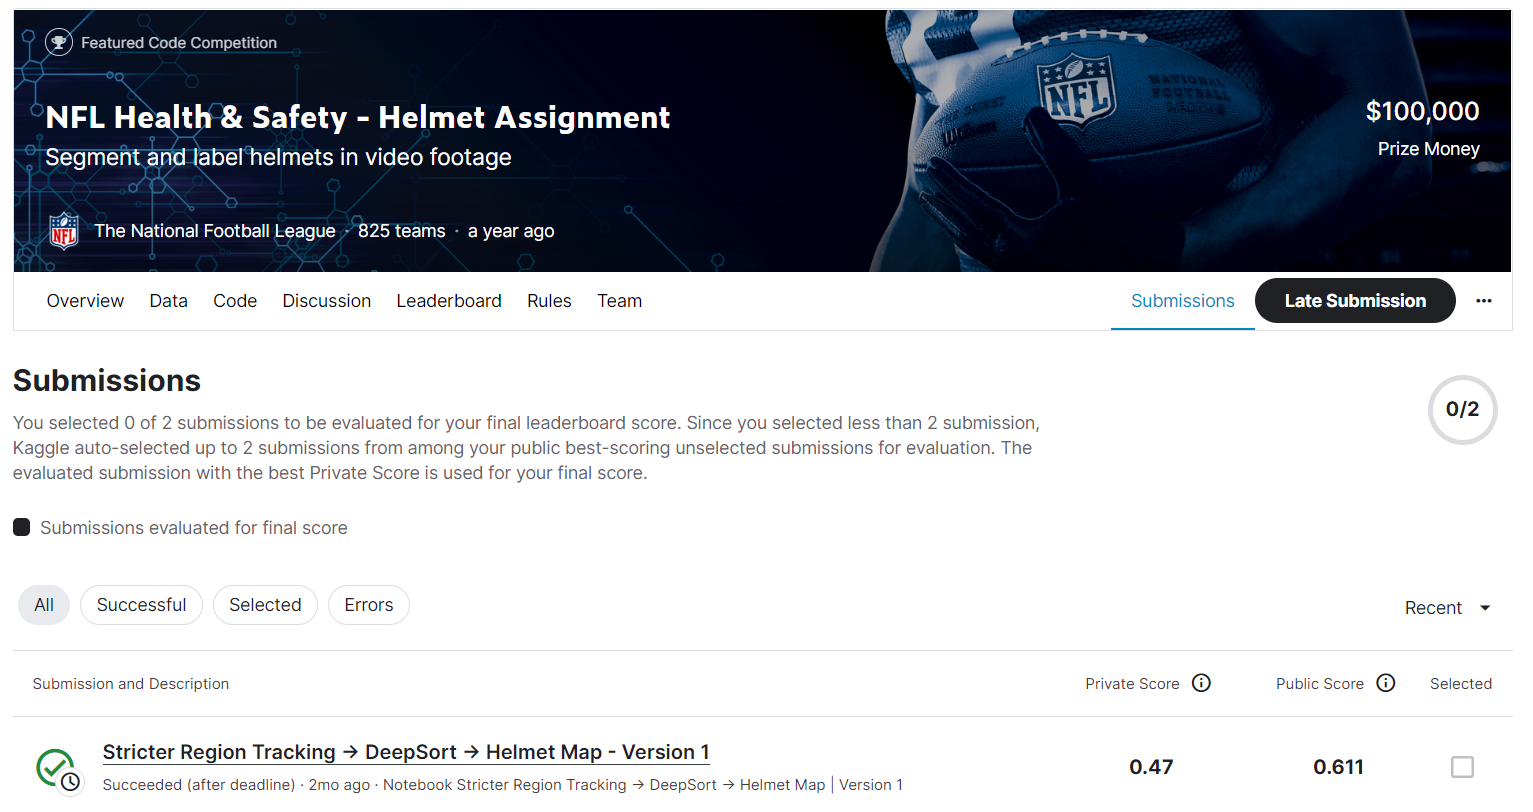 Featured Code Competition
NFL Health & Safety - Helmet Assignment
Segment and label helmets in video footage
$100,000
Prize Money
NFL
NATIONAL
FOOTBALL
LEAGUE
Wilson
NFL
The National Football League · 825 teams · a year ago
Overview Data Code Discussion Leaderboard Rules Team Submissions Late Submission ...
Submissions
0/2
You selected 0 of 2 submissions to be evaluated for your final leaderboard score. Since you selected less than 2 submission,
Kaggle auto-selected up to 2 submissions from among your public best-scoring unselected submissions for evaluation. The
evaluated submission with the best Private Score is used for your final score.
Submissions evaluated for final score
All Successful Selected Errors Recent
Submission and Description Private Score Public Score Selected
Stricter Region Tracking → DeepSort → Helmet Map - Version 1 0.47 0.611
Succeeded (after deadline) · 2mo ago · Notebook Stricter Region Tracking → DeepSort → Helmet Map | Version 1